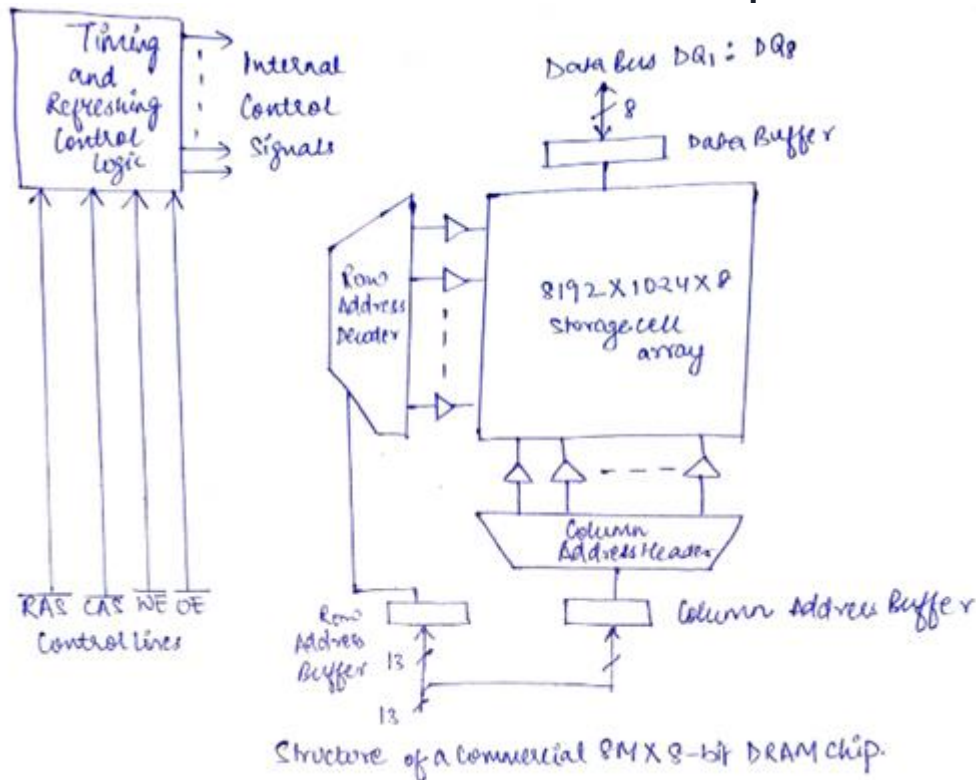 Timing
and
Refreshing
Control
Logic
Internal
Control
Signals
Data Bus DQ1 : DQ8
8
Data Buffer
Row
Address
Decoder
8192 X 1024 X 8
Storage cell
array
Column
Address Header
RAS CAS WE OE
Control Lines
Row
Address
Buffer
13
13
Column Address Buffer
Structure of a Commercial 8M X 8-bit DRAM chip.